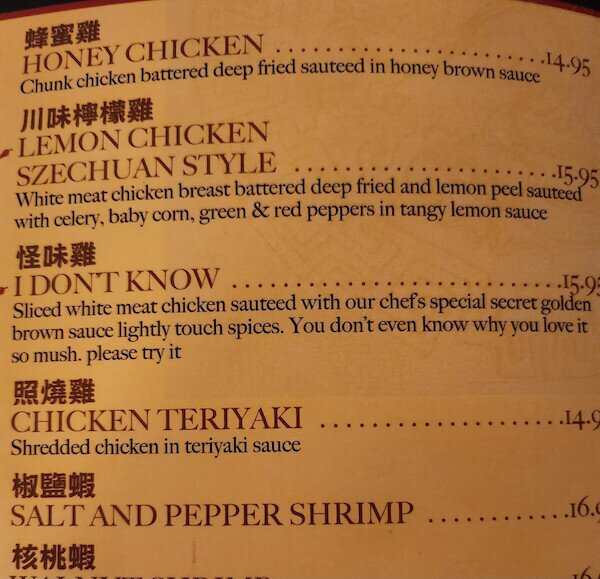 蜂蜜雞
HONEY CHICKEN ........................14.95
Chunk chicken battered deep fried sauteed in honey brown sauce
川味檸檬雞
LEMON CHICKEN
SZECHUAN STYLE ........................15.95
White meat chicken breast battered deep fried and lemon peel sauteed
with celery, baby corn, green & red peppers in tangy lemon sauce
怪味雞
I DON'T KNOW ..............................15.95
Sliced white meat chicken sauteed with our chef's special secret golden
brown sauce lightly touch spices. You don't even know why you love it
so mush. please try it
照燒雞
CHICKEN TERIYAKI ......................14.9
Shredded chicken in teriyaki sauce
椒鹽蝦
SALT AND PEPPER SHRIMP ............16.9
核桃蝦